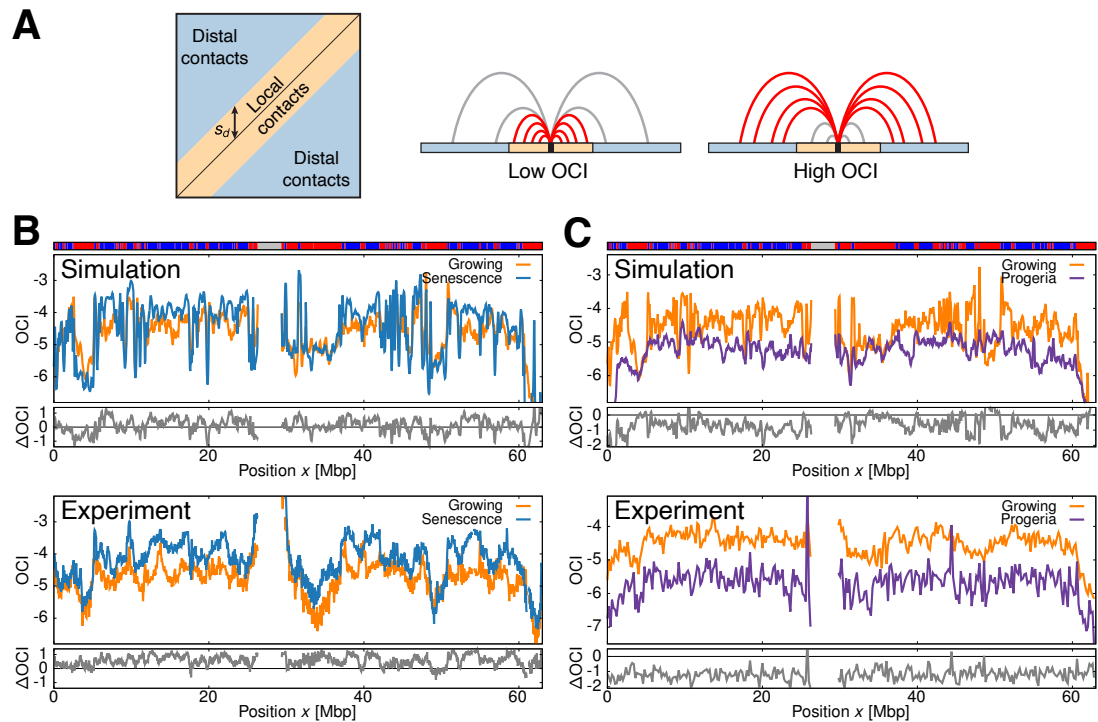 A
Distal
contacts
Local
contacts
s_d
Distal
contacts
Low OCI
High OCI
B
Simulation
Growing
Senescence
OCI
-3
-4
-5
-6
ΔOCI
1
0
-1
0
20
40
60
Position x [Mbp]
Experiment
Growing
Senescence
OCI
-3
-4
-5
-6
ΔOCI
1
0
-1
0
20
40
60
Position x [Mbp]
C
Simulation
Growing
Progeria
OCI
-3
-4
-5
-6
ΔOCI
0
-1
-2
0
20
40
60
Position x [Mbp]
Experiment
Growing
Progeria
OCI
-4
-5
-6
-7
ΔOCI
0
-1
-2
0
20
40
60
Position x [Mbp]